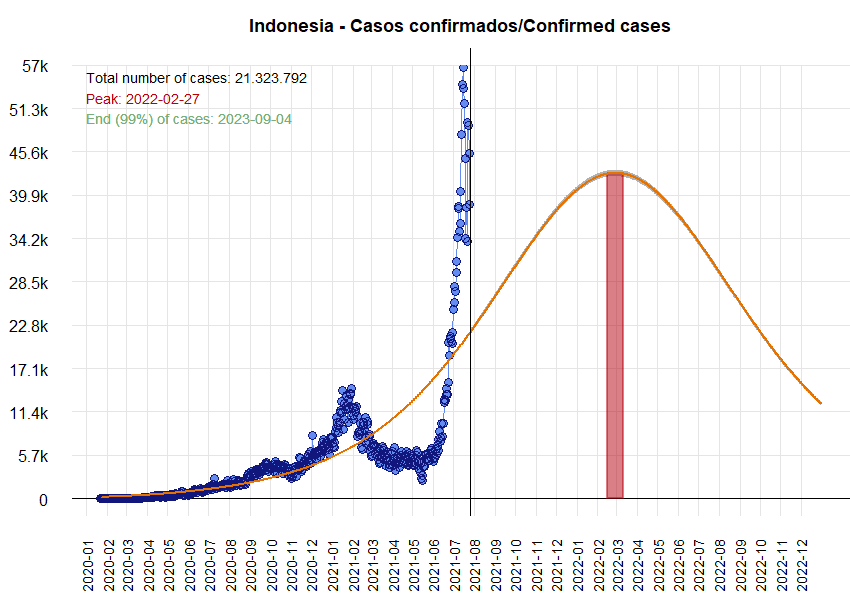 Indonesia - Casos confirmados/Confirmed cases
57k
Total number of cases: 21.323.792
Peak: 2022-02-27
End (99%) of cases: 2023-09-04
51.3k
45.6k
39.9k
34.2k
28.5k
22.8k
17.1k
11.4k
5.7k
0
2020-01
2020-02
2020-03
2020-04
2020-05
2020-06
2020-07
2020-08
2020-09
2020-10
2020-11
2020-12
2021-01
2021-02
2021-03
2021-04
2021-05
2021-06
2021-07
2021-08
2021-09
2021-10
2021-11
2021-12
2022-01
2022-02
2022-03
2022-04
2022-05
2022-06
2022-07
2022-08
2022-09
2022-10
2022-11
2022-12